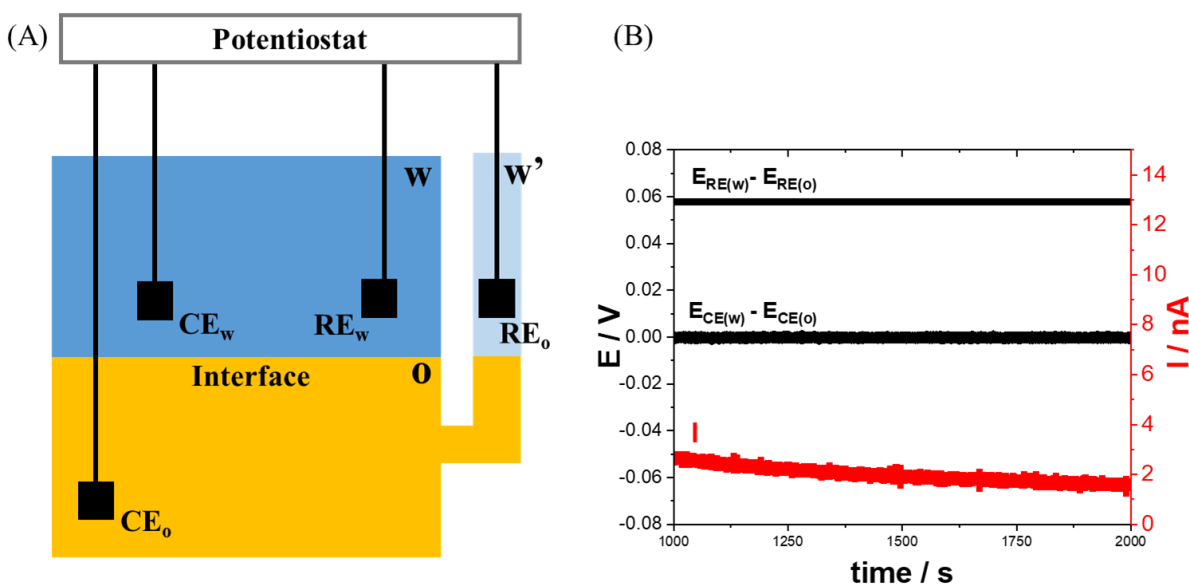 (A)
Potentiostat
w
w’
CEw
REw
REo
Interface
o
CEo
(B)
0.08
0.06
0.04
0.02
0.00
-0.02
-0.04
-0.06
-0.08
E / V
ERE(w)- ERE(o)
ECE(w) - ECE(o)
I
14
12
10
8
6
4
2
0
I / nA
1000
1250
1500
1750
2000
time / s